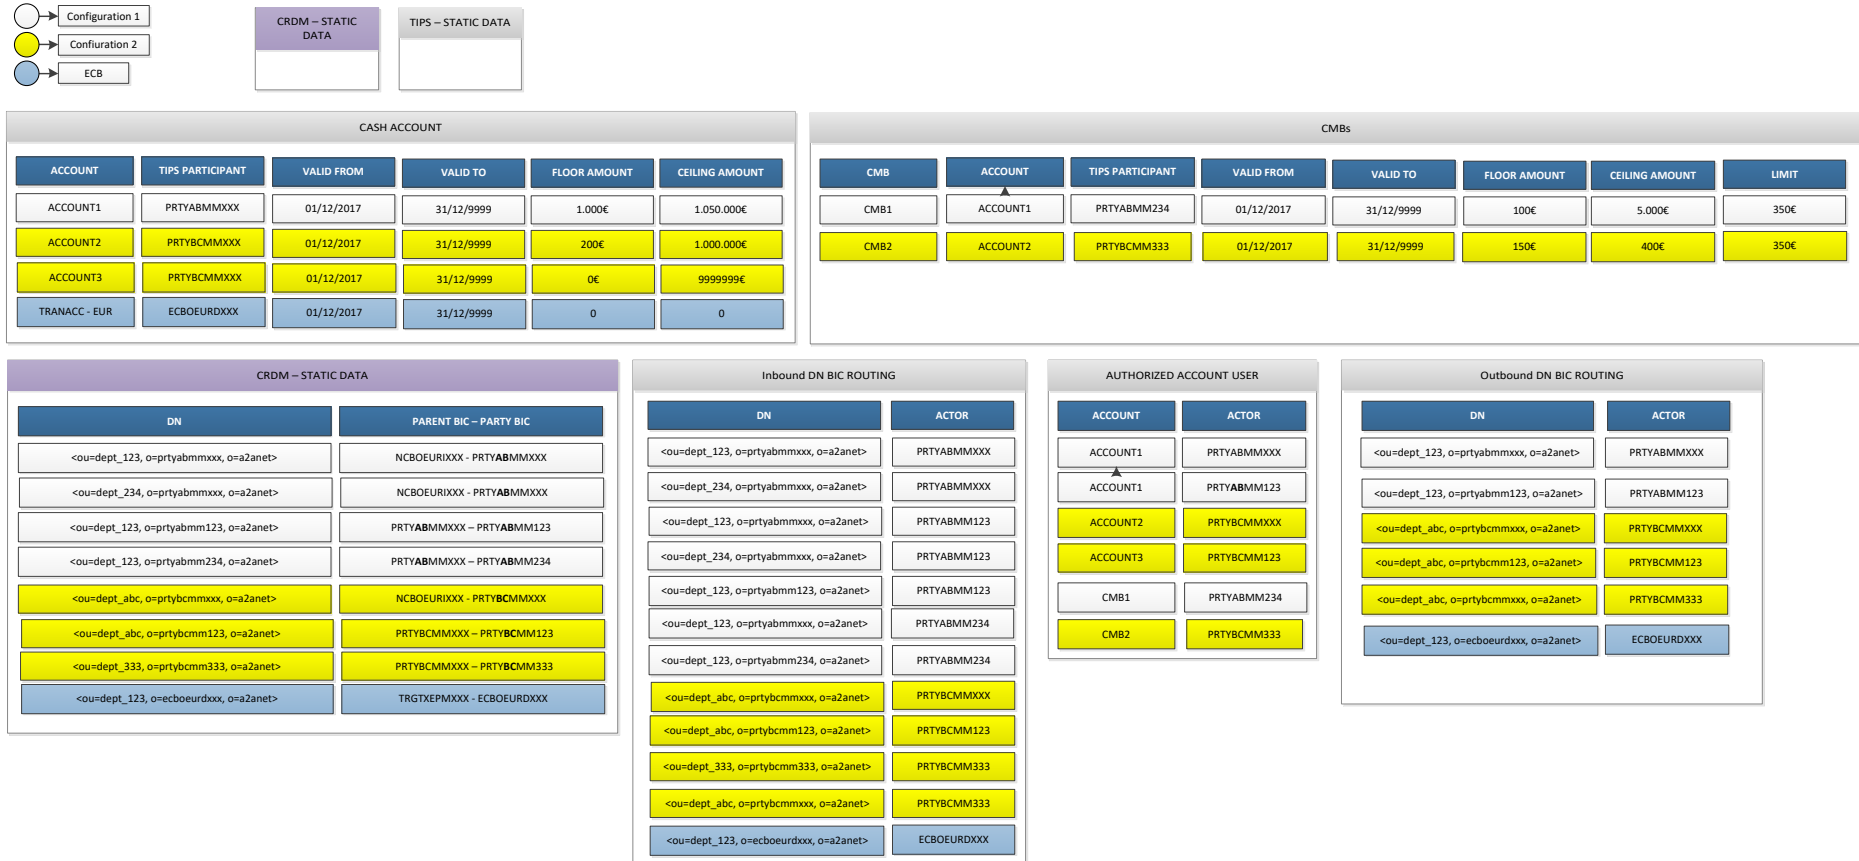 Configuration 1
Confiuration 2
ECB
CRDM – STATIC
DATA
TIPS – STATIC DATA
CASH ACCOUNT
ACCOUNT TIPS PARTICIPANT VALID FROM VALID TO FLOOR AMOUNT CEILING AMOUNT
ACCOUNT1 PRTYABMMXXX 01/12/2017 31/12/9999 1.000€ 1.050.000€
ACCOUNT2 PRTYBCMMXXX 01/12/2017 31/12/9999 200€ 1.000.000€
ACCOUNT3 PRTYBCMMXXX 01/12/2017 31/12/9999 0€ 9999999€
TRANACC - EUR ECBOEURDXXX 01/12/2017 31/12/9999 0 0
CMBs
CMB ACCOUNT TIPS PARTICIPANT VALID FROM VALID TO FLOOR AMOUNT CEILING AMOUNT LIMIT
CMB1 ACCOUNT1 PRTYABMM234 01/12/2017 31/12/9999 100€ 5.000€ 350€
CMB2 ACCOUNT2 PRTYBCMM333 01/12/2017 31/12/9999 150€ 400€ 350€
CRDM – STATIC DATA
DN PARENT BIC – PARTY BIC
<ou=dept_123, o=prtyabmmxxx, o=a2anet> NCBOEURIXXX - PRTYABMMXXX
<ou=dept_234, o=prtyabmmxxx, o=a2anet> NCBOEURIXXX - PRTYABMMXXX
<ou=dept_123, o=prtyabmm123, o=a2anet> PRTYABMMXXX – PRTYABMM123
<ou=dept_123, o=prtyabmm234, o=a2anet> PRTYABMMXXX – PRTYABMM234
<ou=dept_abc, o=prtybcmmxxx, o=a2anet> NCBOEURIXXX - PRTYBCMMXXX
<ou=dept_abc, o=prtybcmm123, o=a2anet> PRTYBCMMXXX – PRTYBCMM123
<ou=dept_333, o=prtybcmm333, o=a2anet> PRTYBCMMXXX – PRTYBCMM333
<ou=dept_123, o=ecboeurdxxx, o=a2anet> TRGTXEPMXXX - ECBOEURDXXX
Inbound DN BIC ROUTING
DN ACTOR
<ou=dept_123, o=prtyabmmxxx, o=a2anet> PRTYABMMXXX
<ou=dept_234, o=prtyabmmxxx, o=a2anet> PRTYABMMXXX
<ou=dept_123, o=prtyabmmxxx, o=a2anet> PRTYABMM123
<ou=dept_234, o=prtyabmmxxx, o=a2anet> PRTYABMM123
<ou=dept_123, o=prtyabmm123, o=a2anet> PRTYABMM123
<ou=dept_123, o=prtyabmmxxx, o=a2anet> PRTYABMM234
<ou=dept_123, o=prtyabmm234, o=a2anet> PRTYABMM234
<ou=dept_abc, o=prtybcmmxxx, o=a2anet> PRTYBCMMXXX
<ou=dept_abc, o=prtybcmm123, o=a2anet> PRTYBCMM123
<ou=dept_333, o=prtybcmm333, o=a2anet> PRTYBCMM333
<ou=dept_abc, o=prtybcmmxxx, o=a2anet> PRTYBCMM333
<ou=dept_123, o=ecboeurdxxx, o=a2anet> ECBOEURDXXX
AUTHORIZED ACCOUNT USER
ACCOUNT ACTOR
ACCOUNT1 PRTYABMMXXX
ACCOUNT1 PRTYABMM123
ACCOUNT2 PRTYBCMMXXX
ACCOUNT3 PRTYBCMM123
CMB1 PRTYABMM234
CMB2 PRTYBCMM333
Outbound DN BIC ROUTING
DN ACTOR
<ou=dept_123, o=prtyabmmxxx, o=a2anet> PRTYABMMXXX
<ou=dept_123, o=prtyabmm123, o=a2anet> PRTYABMM123
<ou=dept_abc, o=prtybcmmxxx, o=a2anet> PRTYBCMMXXX
<ou=dept_abc, o=prtybcmm123, o=a2anet> PRTYBCMM123
<ou=dept_abc, o=prtybcmmxxx, o=a2anet> PRTYBCMM333
<ou=dept_123, o=ecboeurdxxx, o=a2anet> ECBOEURDXXX